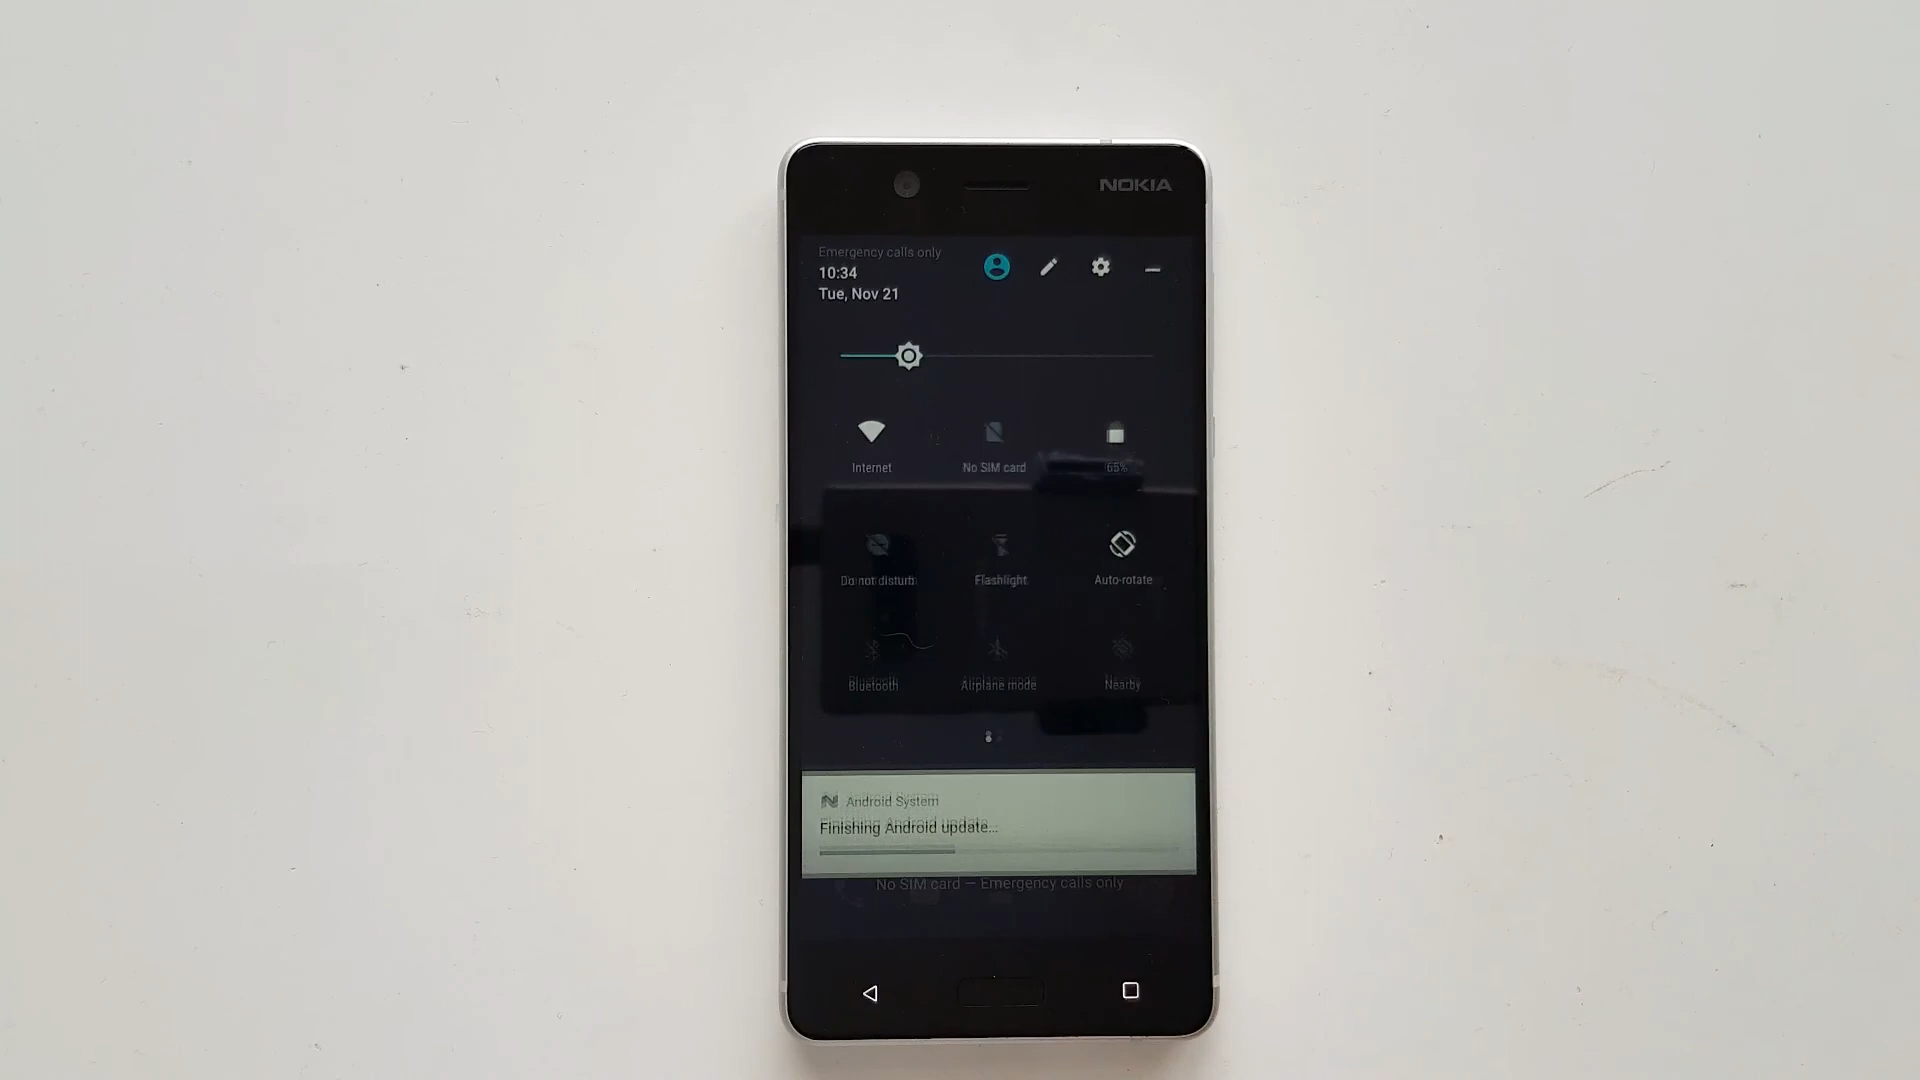 NOKIA
Emergency calls only
10:34
Tue, Nov 21
Internet
No SIM card
65%
Do not disturb
Flashlight
Auto-rotate
Bluetooth
Airplane mode
Nearby
Android System
Finishing Android update...
No SIM card — Emergency calls only